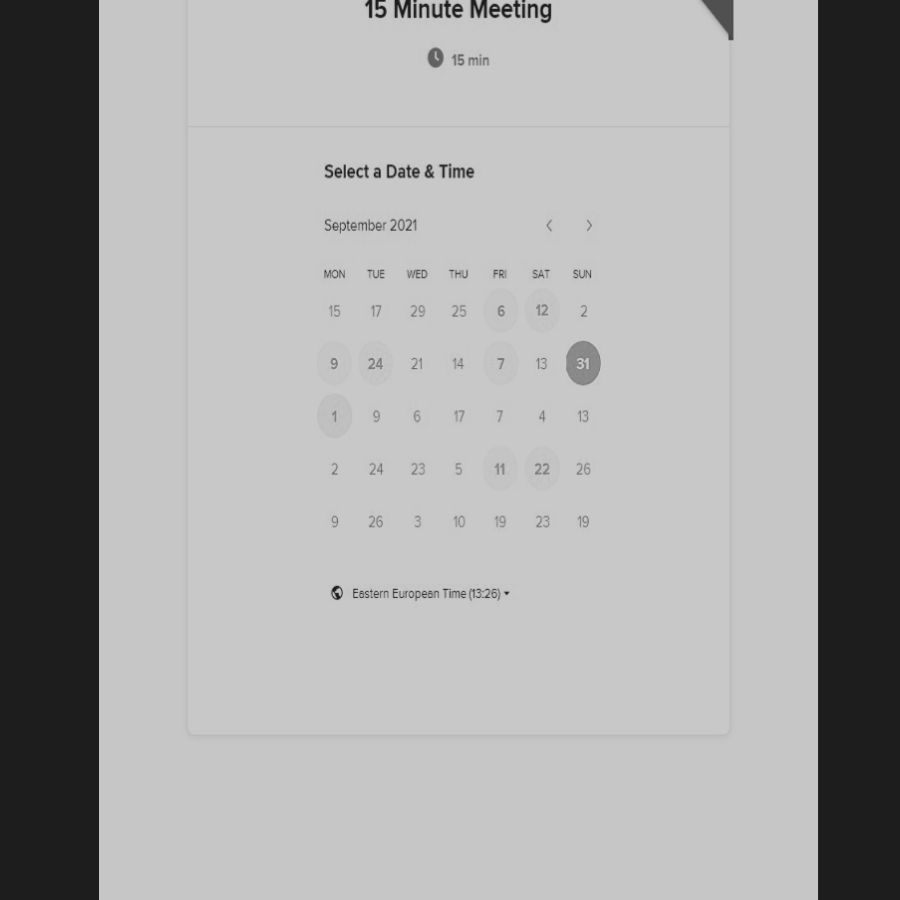 15 Minute Meeting
15 min
Select a Date & Time
September 2021
MON TUE WED THU FRI SAT SUN
15 17 29 25 6 12 2
9 24 21 14 7 13 31
1 9 6 17 7 4 13
2 24 23 5 11 22 26
9 26 3 10 19 23 19
Eastern European Time (13:26)